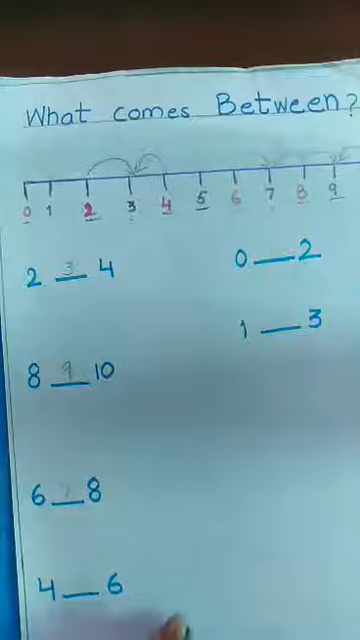 What comes Between?
0 1 2 3 4 5 6 7 8 9
2 3 4
8 9 10
6 7 8
4 __ 6
0 __ 2
1 __ 3